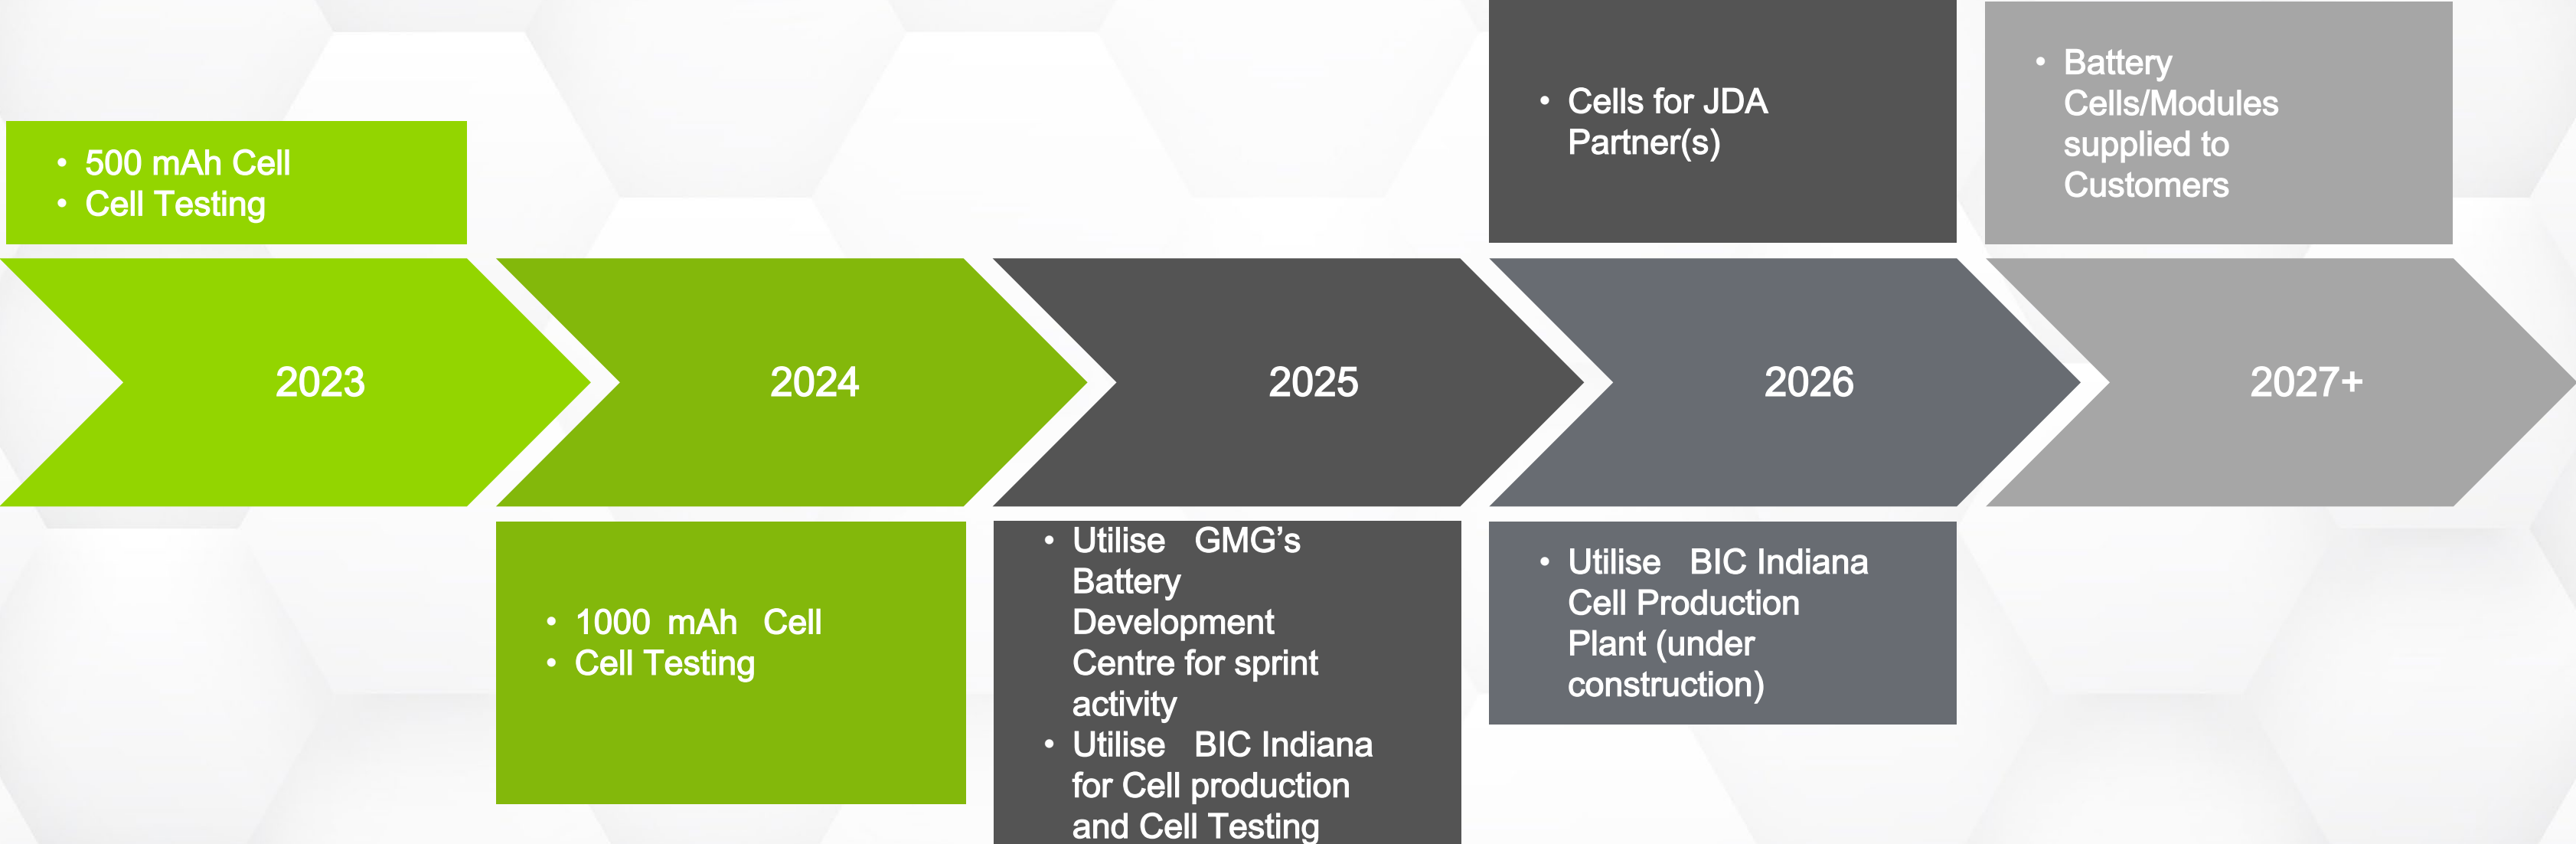 • 500 mAh Cell
• Cell Testing
• Cells for JDA
Partner(s)
• Battery
Cells/Modules
supplied to
Customers
2023
2024
2025
2026
2027+
• 1000 mAh Cell
• Cell Testing
• Utilise GMG’s
Battery
Development
Centre for sprint
activity
• Utilise BIC Indiana
for Cell production
and Cell Testing
• Utilise BIC Indiana
Cell Production
Plant (under
construction)